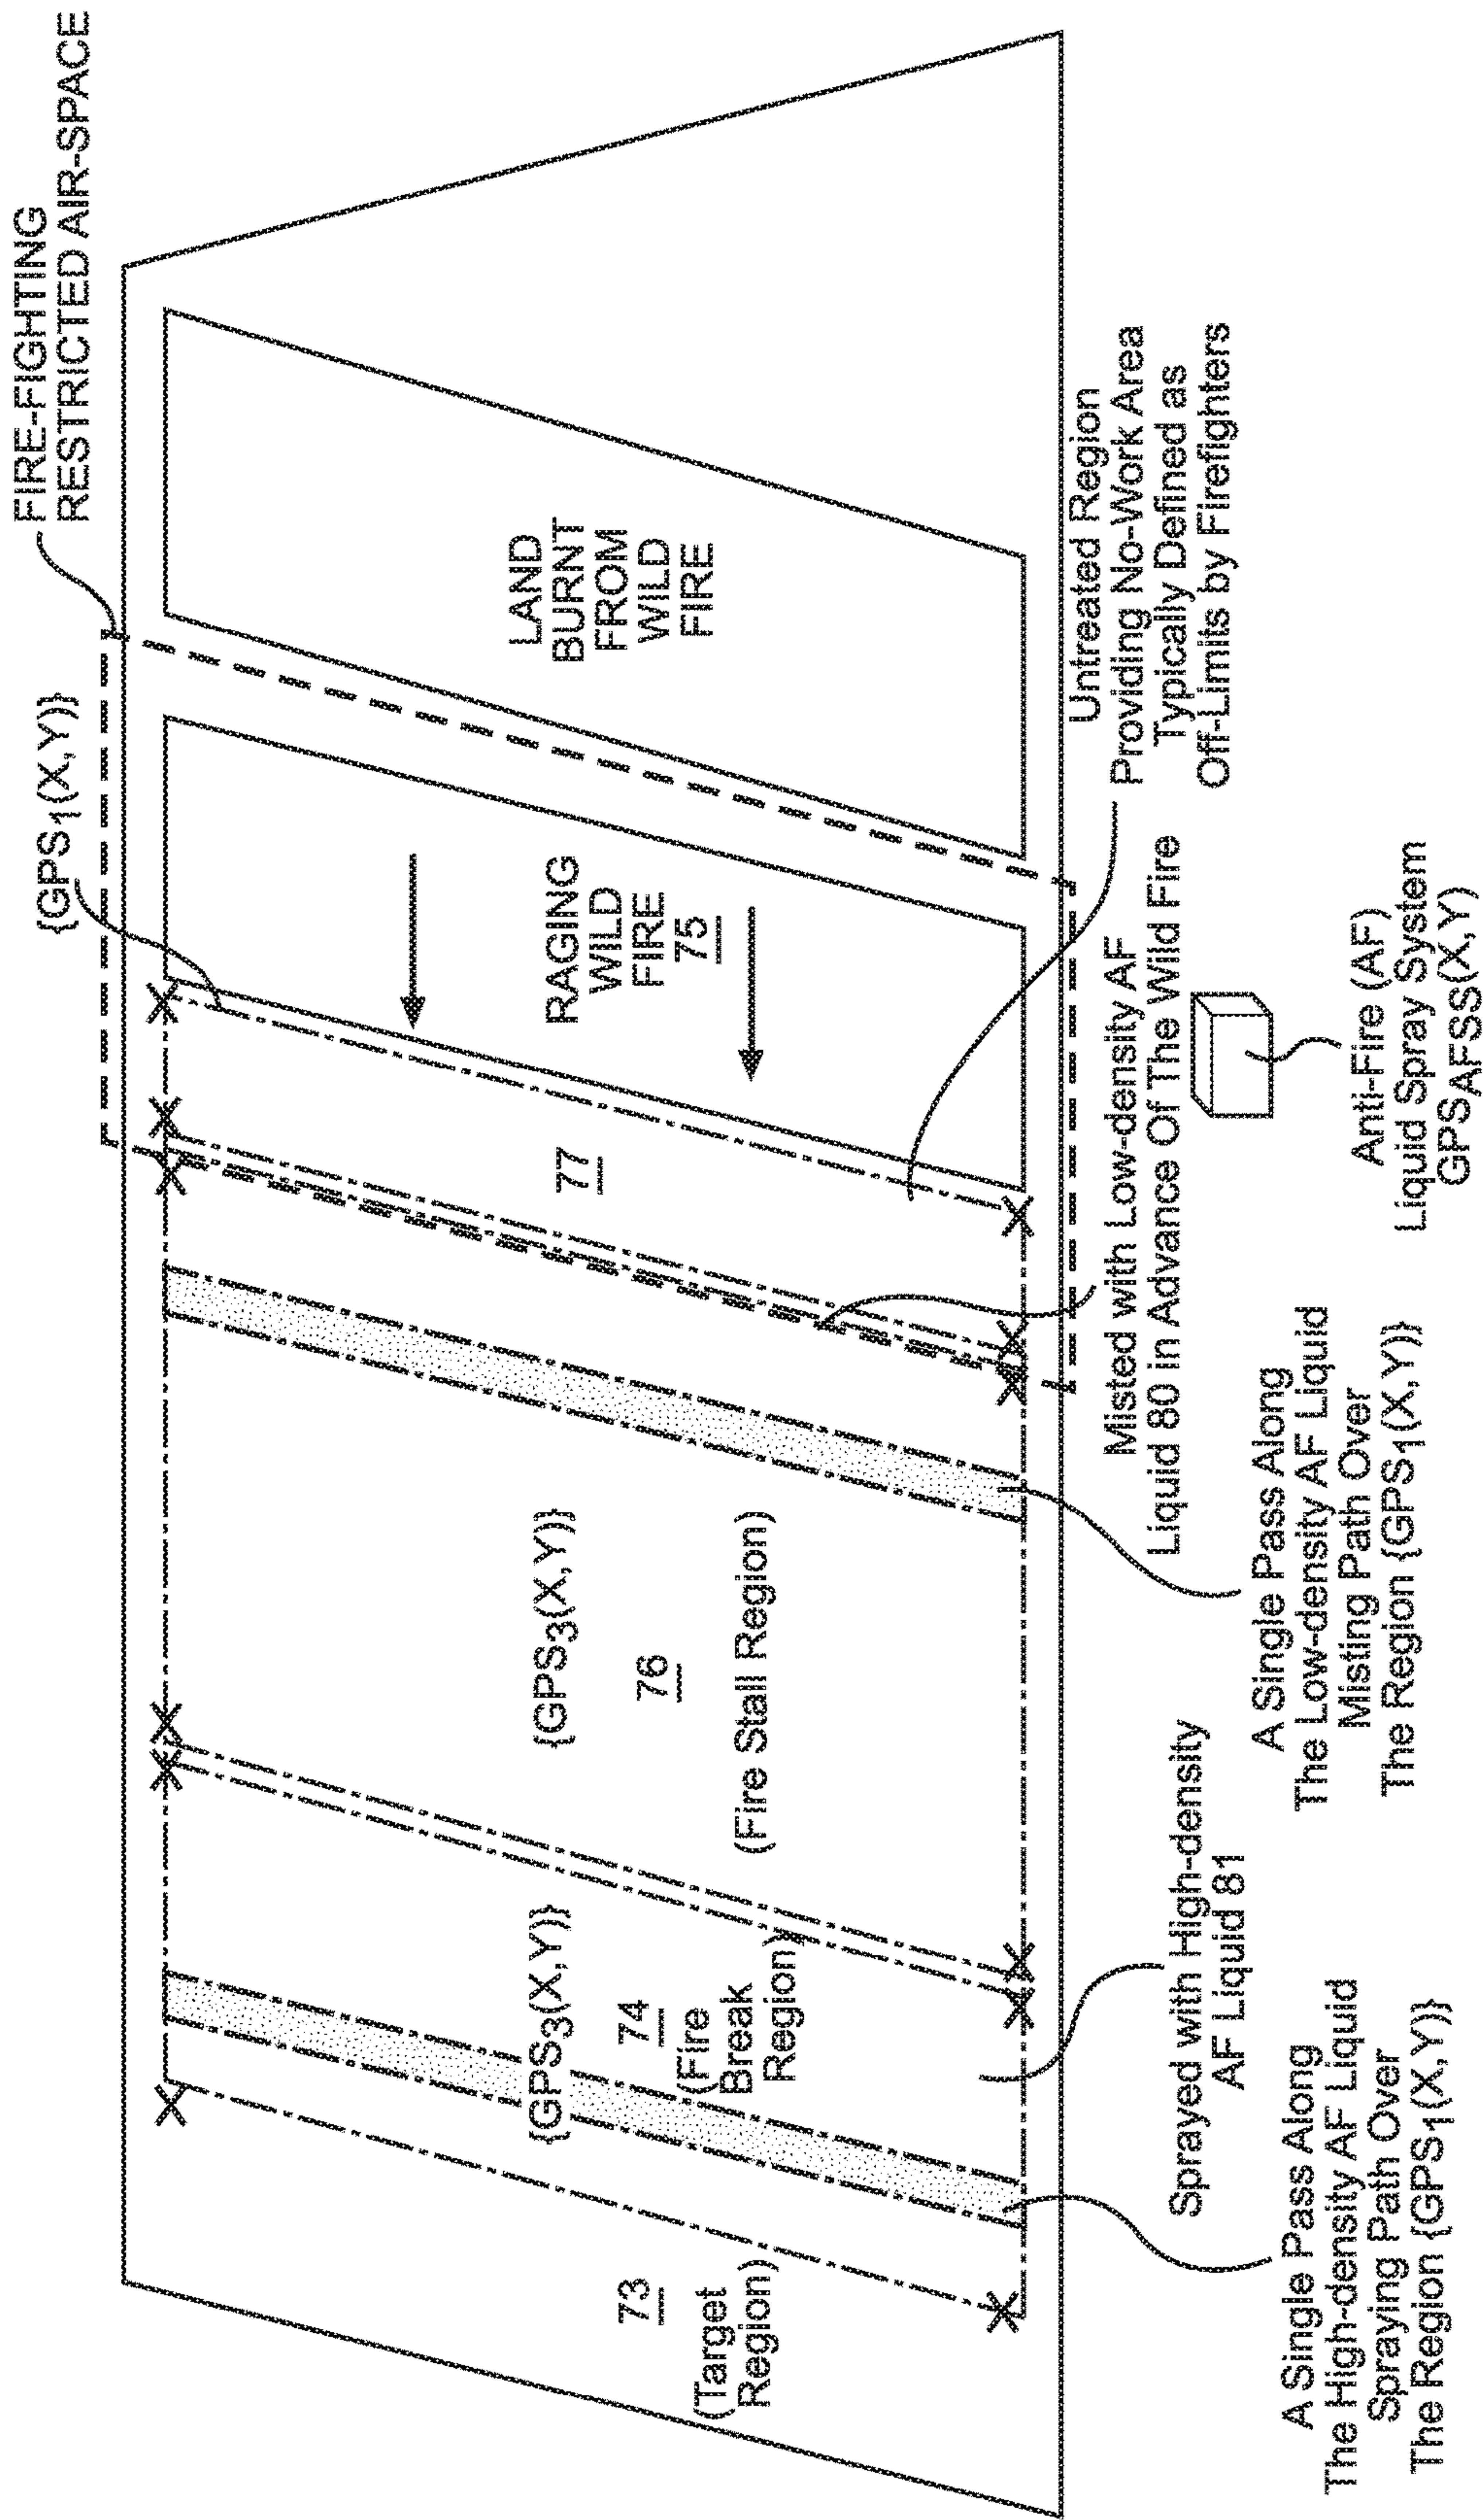 FIRE-FIGHTING
RESTRICTED AIR-SPACE
{GPS1(X,Y)}
LAND
BURNT
FROM
WILD
FIRE
RAGING
WILD
FIRE
75
77
{GPS3(X,Y)}
76
(Fire Stall Region)
{GPS3(X,Y)}
74
(Fire
Break
Region)
73
(Target
Region)
Untreated Region
Providing No-Work Area
Typically Defined as
Off-Limits by Firefighters
Misted with Low-density AF
Liquid 80 in Advance Of The Wild Fire
Anti-Fire (AF)
Liquid Spray System
GPSAFSS(X,Y)
A Single Pass Along
The Low-density AF Liquid
Misting Path Over
The Region {GPS1(X,Y)}
Sprayed with High-density
AF Liquid 81
A Single Pass Along
The High-density AF Liquid
Spraying Path Over
The Region {GPS1(X,Y)}